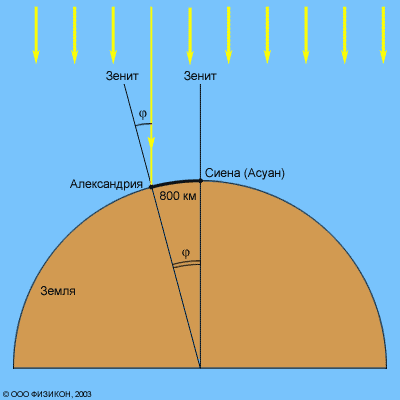 Зенит
Зенит
φ
Сиена (Асуан)
Александрия
800 км
φ
Земля
© ООО ФИЗИКОН, 2003